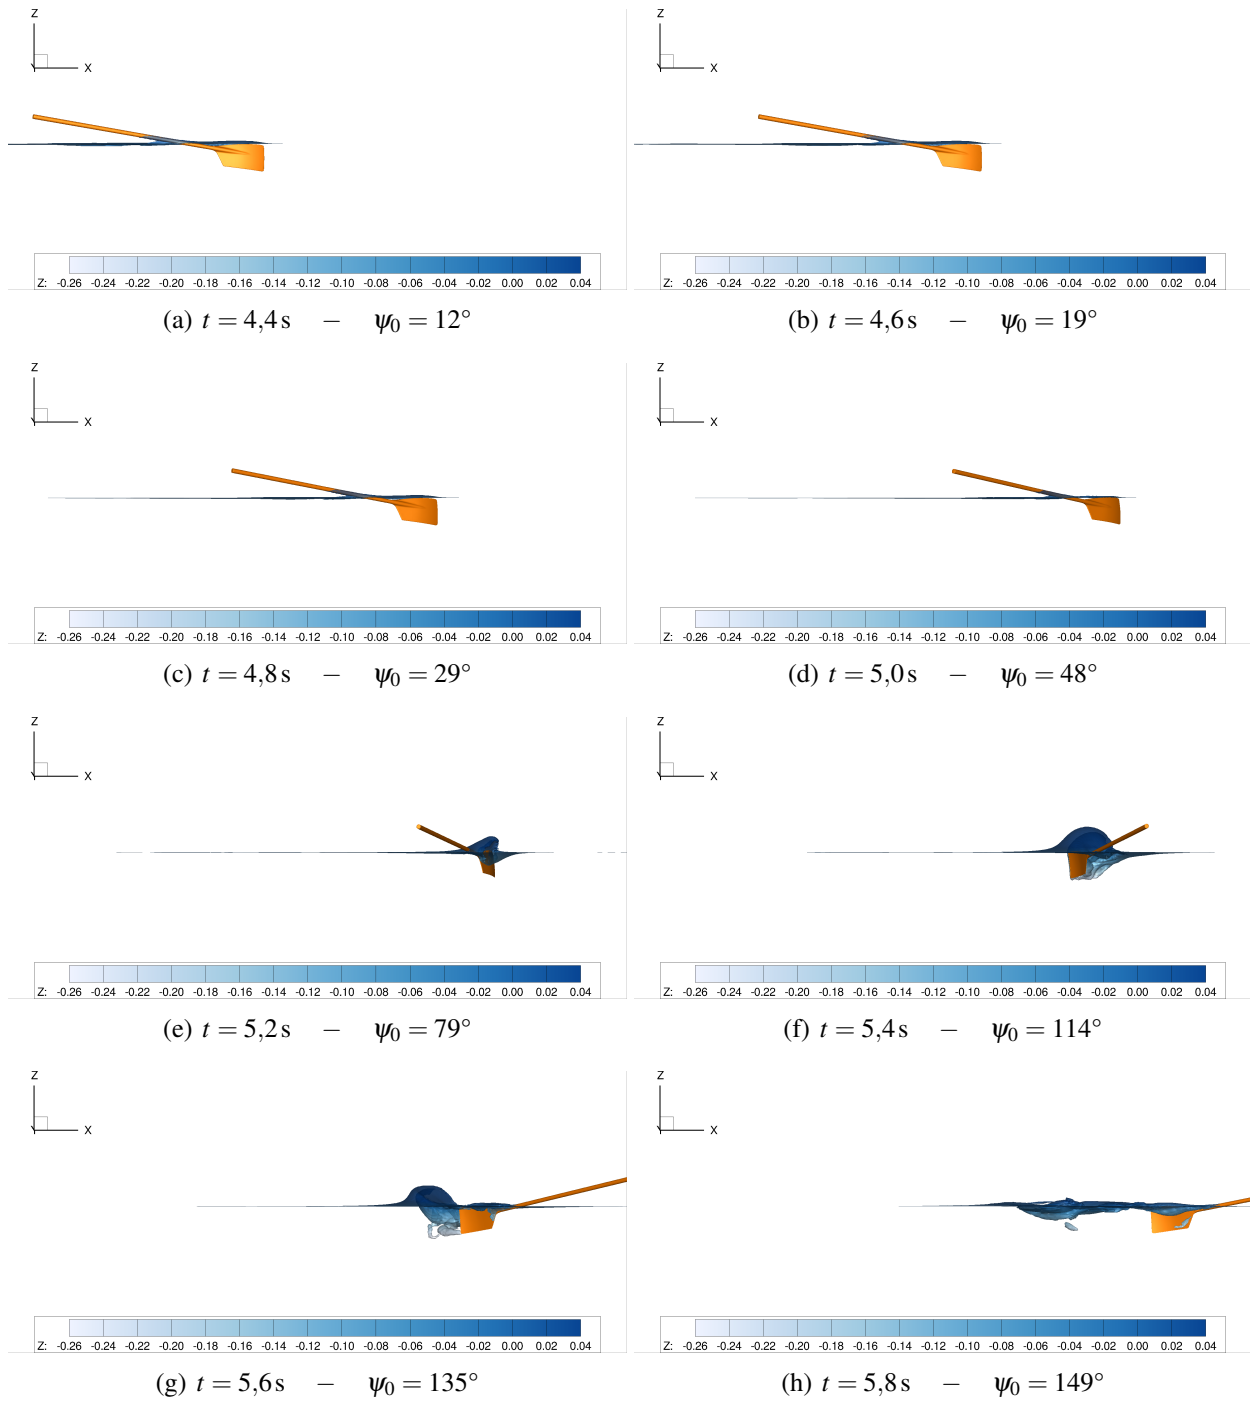 Z Z
X X
Z: -0.26 -0.24 -0.22 -0.20 -0.18 -0.16 -0.14 -0.12 -0.10 -0.08 -0.06 -0.04 -0.02 0.00 0.02 0.04 Z: -0.26 -0.24 -0.22 -0.20 -0.18 -0.16 -0.14 -0.12 -0.10 -0.08 -0.06 -0.04 -0.02 0.00 0.02 0.04
(a) t = 4,4 s – ψ0 = 12° (b) t = 4,6 s – ψ0 = 19°
Z Z
X X
Z: -0.26 -0.24 -0.22 -0.20 -0.18 -0.16 -0.14 -0.12 -0.10 -0.08 -0.06 -0.04 -0.02 0.00 0.02 0.04 Z: -0.26 -0.24 -0.22 -0.20 -0.18 -0.16 -0.14 -0.12 -0.10 -0.08 -0.06 -0.04 -0.02 0.00 0.02 0.04
(c) t = 4,8 s – ψ0 = 29° (d) t = 5,0 s – ψ0 = 48°
Z Z
X X
Z: -0.26 -0.24 -0.22 -0.20 -0.18 -0.16 -0.14 -0.12 -0.10 -0.08 -0.06 -0.04 -0.02 0.00 0.02 0.04 Z: -0.26 -0.24 -0.22 -0.20 -0.18 -0.16 -0.14 -0.12 -0.10 -0.08 -0.06 -0.04 -0.02 0.00 0.02 0.04
(e) t = 5,2 s – ψ0 = 79° (f) t = 5,4 s – ψ0 = 114°
Z Z
X X
Z: -0.26 -0.24 -0.22 -0.20 -0.18 -0.16 -0.14 -0.12 -0.10 -0.08 -0.06 -0.04 -0.02 0.00 0.02 0.04 Z: -0.26 -0.24 -0.22 -0.20 -0.18 -0.16 -0.14 -0.12 -0.10 -0.08 -0.06 -0.04 -0.02 0.00 0.02 0.04
(g) t = 5,6 s – ψ0 = 135° (h) t = 5,8 s – ψ0 = 149°